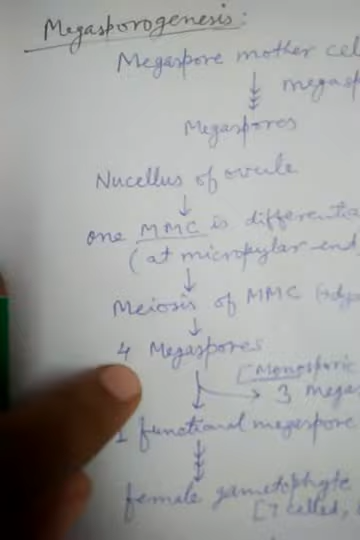 Megasporogenesis:
Megaspore mother cel
megasp
Megaspores
Nucellus of ovule
one MMC is differentia
(at micropylar end
Meiosis of MMC
4 Megaspores
[Monosporic
3 mega
1 functional megaspore
female gametophyte
[7 celled,